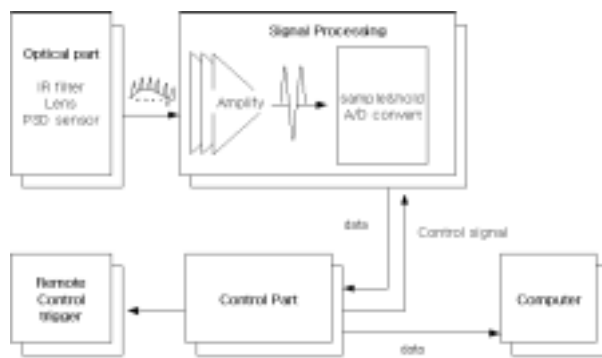 Optical part
IR filter
Lens
PSD sensor
Signal Processing
Amplify
sample&hold
A/D convert
data
Control signal
Remote
Control
trigger
Control Part
Computer
data